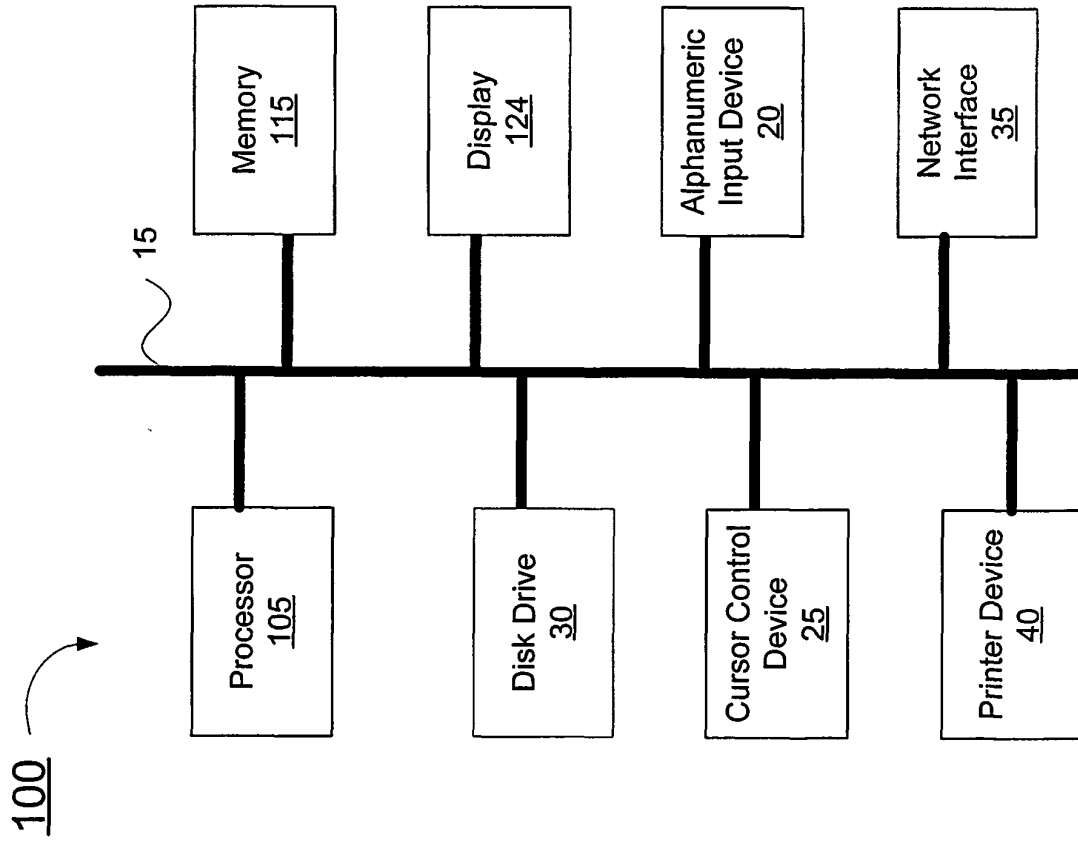 100
15
Processor
105
Memory
115
Disk Drive
30
Display
124
Cursor Control
Device
25
Alphanumeric
Input Device
20
Printer Device
40
Network
Interface
35